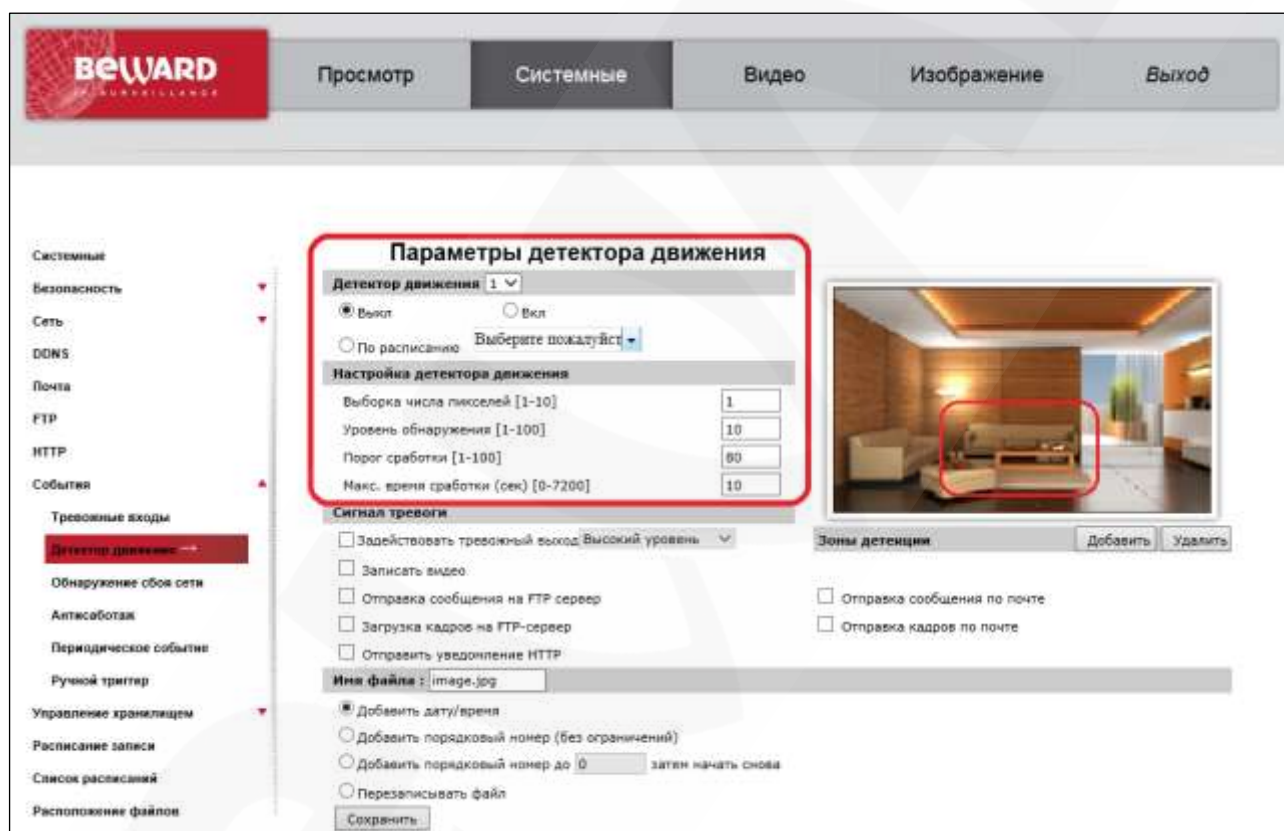 BEWARD
IP SURVEILLANCE
Просмотр
Системные
Видео
Изображение
Выход
Системные
Безопасность
Сеть
DDNS
Почта
FTP
HTTP
События
Тревожные входы
Детектор движения →
Обнаружение сбоя сети
Антисаботаж
Периодическое событие
Ручной триггер
Управление хранилищем
Расписание записи
Список расписаний
Расположение файлов
Параметры детектора движения
Детектор движения 1
Выкл Вкл
По расписанию Выберите пожалуйст
Настройка детектора движения
Выборка числа пикселей [1-10] 1
Уровень обнаружения [1-100] 10
Порог сработки [1-100] 80
Макс. время сработки (сек) [0-7200] 10
Сигнал тревоги
Задействовать тревожный выход Высокий уровень
Зоны детекции Добавить Удалить
Записать видео
Отправка сообщения на FTP сервер
Отправка сообщения по почте
Загрузка кадров на FTP-сервер
Отправка кадров по почте
Отправить уведомление HTTP
Имя файла : image.jpg
Добавить дату/время
Добавить порядковый номер (без ограничений)
Добавить порядковый номер до 0 затем начать снова
Перезаписывать файл
Сохранить